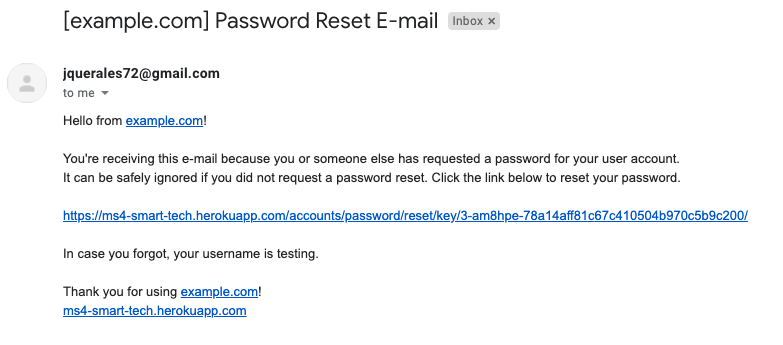 [example.com] Password Reset E-mail Inbox ×
jquerales72@gmail.com
to me
Hello from example.com!
You're receiving this e-mail because you or someone else has requested a password for your user account.
It can be safely ignored if you did not request a password reset. Click the link below to reset your password.
https://ms4-smart-tech.herokuapp.com/accounts/password/reset/key/3-am8hpe-78a14aff81c67c410504b970c5b9c200/
In case you forgot, your username is testing.
Thank you for using example.com!
ms4-smart-tech.herokuapp.com